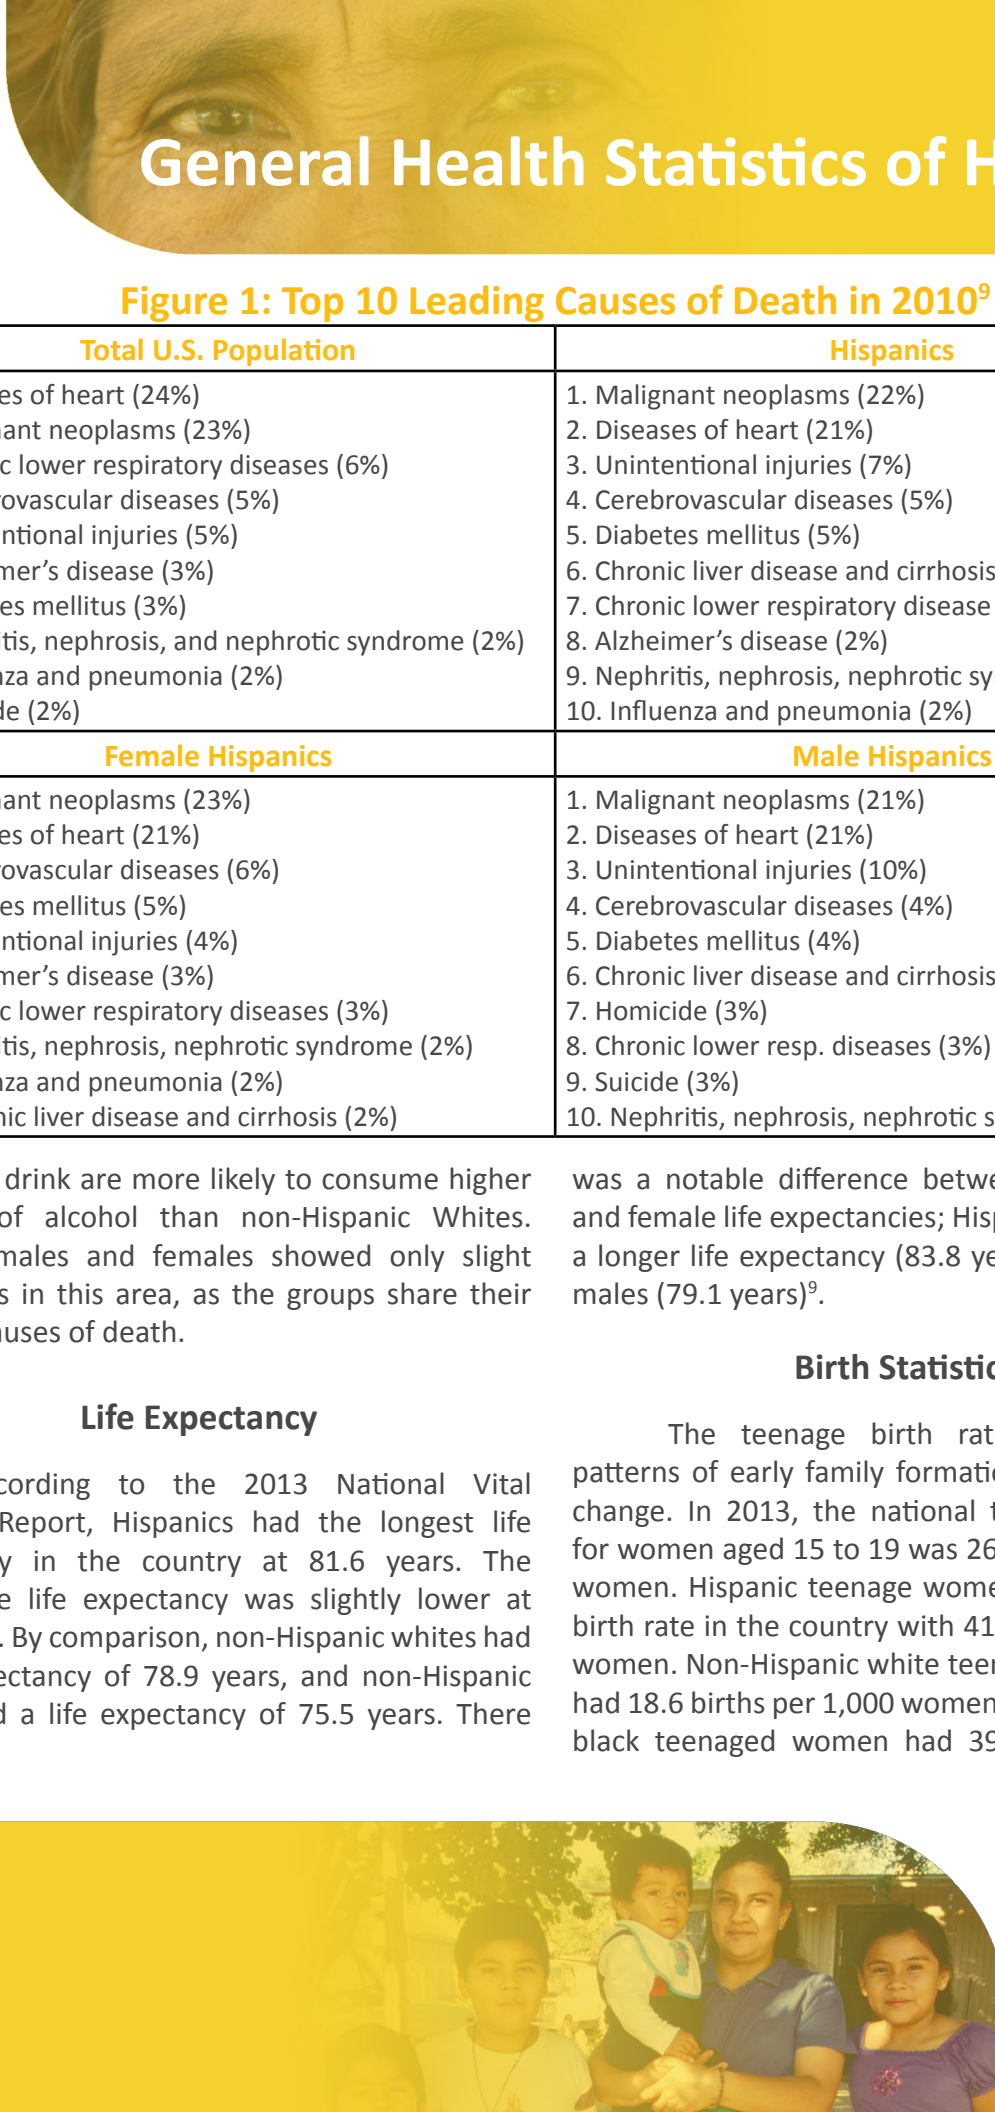 General Health Statistics of H
Figure 1: Top 10 Leading Causes of Death in 2010⁹
Total U.S. Population
es of heart (24%)
ant neoplasms (23%)
c lower respiratory diseases (6%)
ovascular diseases (5%)
ntional injuries (5%)
mer’s disease (3%)
es mellitus (3%)
itis, nephrosis, and nephrotic syndrome (2%)
nza and pneumonia (2%)
de (2%)
Hispanics
1. Malignant neoplasms (22%)
2. Diseases of heart (21%)
3. Unintentional injuries (7%)
4. Cerebrovascular diseases (5%)
5. Diabetes mellitus (5%)
6. Chronic liver disease and cirrhosis
7. Chronic lower respiratory disease
8. Alzheimer’s disease (2%)
9. Nephritis, nephrosis, nephrotic sy
10. Influenza and pneumonia (2%)
Female Hispanics
ant neoplasms (23%)
es of heart (21%)
ovascular diseases (6%)
es mellitus (5%)
ntional injuries (4%)
mer’s disease (3%)
c lower respiratory diseases (3%)
itis, nephrosis, nephrotic syndrome (2%)
nza and pneumonia (2%)
nic liver disease and cirrhosis (2%)
Male Hispanics
1. Malignant neoplasms (21%)
2. Diseases of heart (21%)
3. Unintentional injuries (10%)
4. Cerebrovascular diseases (4%)
5. Diabetes mellitus (4%)
6. Chronic liver disease and cirrhosis
7. Homicide (3%)
8. Chronic lower resp. diseases (3%)
9. Suicide (3%)
10. Nephritis, nephrosis, nephrotic s
drink are more likely to consume higher
of alcohol than non-Hispanic Whites.
males and females showed only slight
s in this area, as the groups share their
auses of death.
Life Expectancy
cording to the 2013 National Vital
Report, Hispanics had the longest life
y in the country at 81.6 years. The
e life expectancy was slightly lower at
. By comparison, non-Hispanic whites had
ectancy of 78.9 years, and non-Hispanic
d a life expectancy of 75.5 years. There
was a notable difference betwe
and female life expectancies; Hisp
a longer life expectancy (83.8 ye
males (79.1 years)⁹.
Birth Statistic
The teenage birth rat
patterns of early family formatio
change. In 2013, the national t
for women aged 15 to 19 was 26
women. Hispanic teenage wome
birth rate in the country with 41
women. Non-Hispanic white teen
had 18.6 births per 1,000 women
black teenaged women had 39